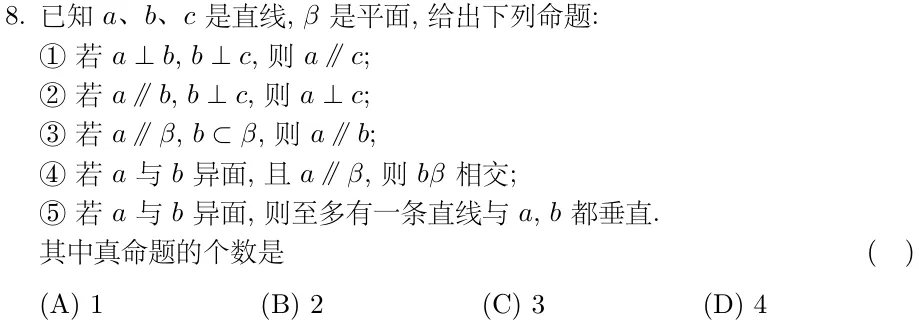 8. 已知 a、b、c 是直线, β 是平面, 给出下列命题:
① 若 a ⊥ b, b ⊥ c, 则 a ∥ c;
② 若 a ∥ b, b ⊥ c, 则 a ⊥ c;
③ 若 a ∥ β, b ⊂ β, 则 a ∥ b;
④ 若 a 与 b 异面, 且 a ∥ β, 则 bβ 相交;
⑤ 若 a 与 b 异面, 则至多有一条直线与 a, b 都垂直.
其中真命题的个数是 ( )
(A) 1 (B) 2 (C) 3 (D) 4